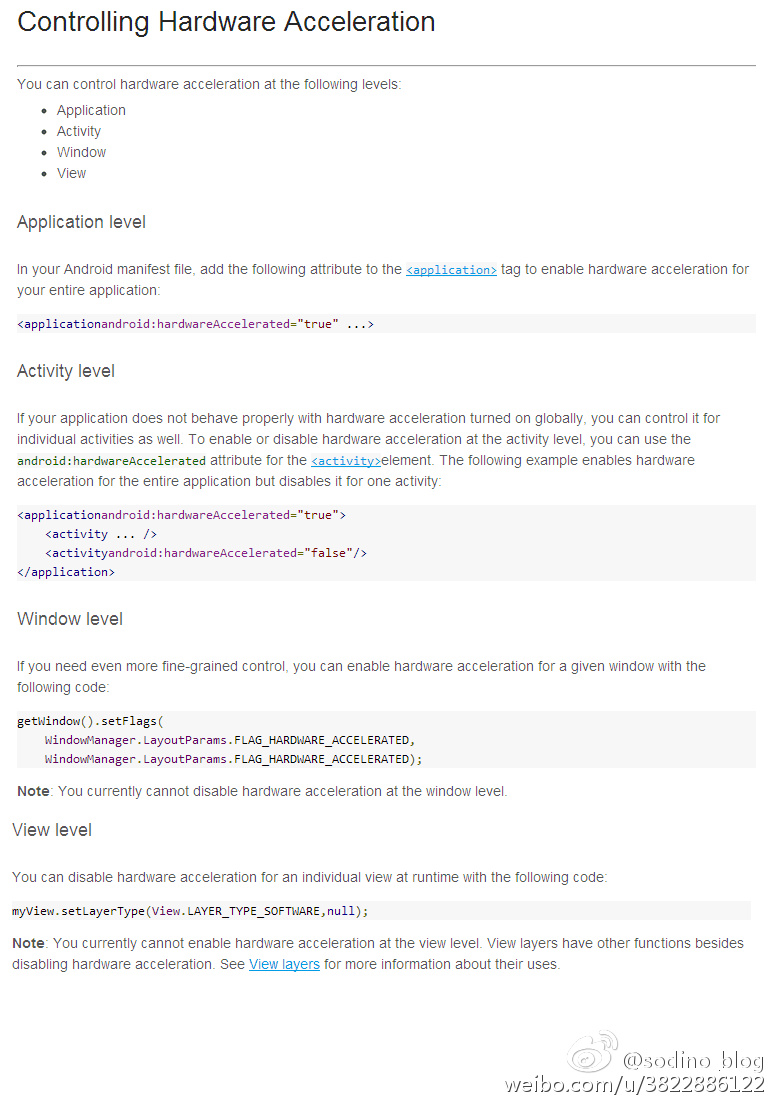 Controlling Hardware Acceleration
You can control hardware acceleration at the following levels:
Application
Activity
Window
View
Application level
In your Android manifest file, add the following attribute to the <application> tag to enable hardware acceleration for
your entire application:
<applicationandroid:hardwareAccelerated="true" ...>
Activity level
If your application does not behave properly with hardware acceleration turned on globally, you can control it for
individual activities as well. To enable or disable hardware acceleration at the activity level, you can use the
android:hardwareAccelerated attribute for the <activity>element. The following example enables hardware
acceleration for the entire application but disables it for one activity:
<applicationandroid:hardwareAccelerated="true">
    <activity ... />
    <activityandroid:hardwareAccelerated="false"/>
</application>
Window level
If you need even more fine-grained control, you can enable hardware acceleration for a given window with the
following code:
getWindow().setFlags(
    WindowManager.LayoutParams.FLAG_HARDWARE_ACCELERATED,
    WindowManager.LayoutParams.FLAG_HARDWARE_ACCELERATED);
Note: You currently cannot disable hardware acceleration at the window level.
View level
You can disable hardware acceleration for an individual view at runtime with the following code:
myView.setLayerType(View.LAYER_TYPE_SOFTWARE,null);
Note: You currently cannot enable hardware acceleration at the view level. View layers have other functions besides
disabling hardware acceleration. See View layers for more information about their uses.
@sodino_blog
weibo.com/u/3822886122